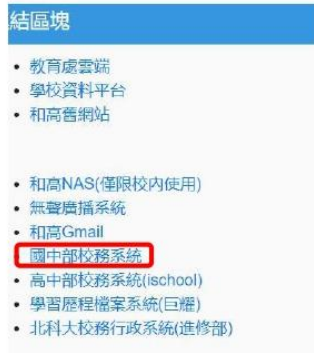 結區塊
教育處雲端
學校資料平台
和高舊網站
和高NAS(僅限校內使用)
無聲廣播系統
和高Gmail
國中部校務系統
高中部校務系統(ischool)
學習歷程檔案系統(巨耀)
北科大校務行政系統(進修部)